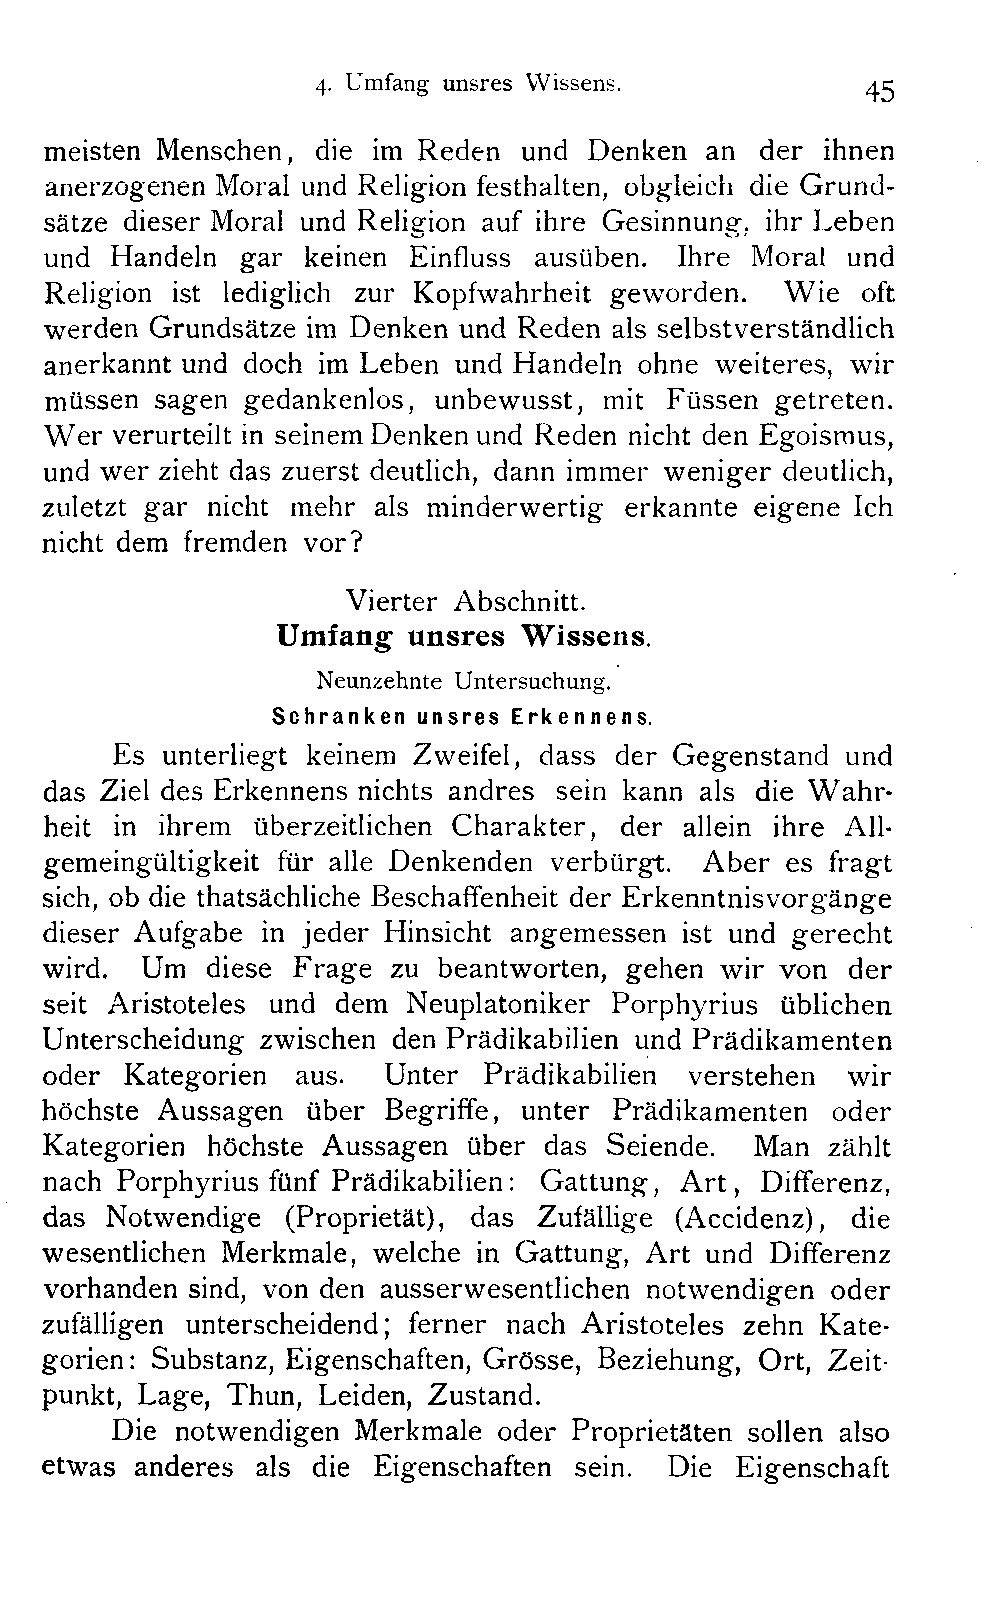 4. Umfang unsres Wissens.
45
meisten Menschen, die im Reden und Denken an der ihnen
anerzogenen Moral und Religion festhalten, obgleich die Grund-
sätze dieser Moral und Religion auf ihre Gesinnung, ihr Leben
und Handeln gar keinen Einfluss ausüben. Ihre Moral und
Religion ist lediglich zur Kopfwahrheit geworden. Wie oft
werden Grundsätze im Denken und Reden als selbstverständlich
anerkannt und doch im Leben und Handeln ohne weiteres, wir
müssen sagen gedankenlos, unbewusst, mit Füssen getreten.
Wer verurteilt in seinem Denken und Reden nicht den Egoismus,
und wer zieht das zuerst deutlich, dann immer weniger deutlich,
zuletzt gar nicht mehr als minderwertig erkannte eigene Ich
nicht dem fremden vor?
Vierter Abschnitt.
Umfang unsres Wissens.
Neunzehnte Untersuchung.
Schranken unsres Erkennens.
Es unterliegt keinem Zweifel, dass der Gegenstand und
das Ziel des Erkennens nichts andres sein kann als die Wahr-
heit in ihrem überzeitlichen Charakter, der allein ihre All-
gemeingültigkeit für alle Denkenden verbürgt. Aber es fragt
sich, ob die thatsächliche Beschaffenheit der Erkenntnisvorgänge
dieser Aufgabe in jeder Hinsicht angemessen ist und gerecht
wird. Um diese Frage zu beantworten, gehen wir von der
seit Aristoteles und dem Neuplatoniker Porphyrius üblichen
Unterscheidung zwischen den Prädikabilien und Prädikamenten
oder Kategorien aus. Unter Prädikabilien verstehen wir
höchste Aussagen über Begriffe, unter Prädikamenten oder
Kategorien höchste Aussagen über das Seiende. Man zählt
nach Porphyrius fünf Prädikabilien: Gattung, Art, Differenz,
das Notwendige (Proprietät), das Zufällige (Accidenz), die
wesentlichen Merkmale, welche in Gattung, Art und Differenz
vorhanden sind, von den ausserwesentlichen notwendigen oder
zufälligen unterscheidend; ferner nach Aristoteles zehn Kate-
gorien: Substanz, Eigenschaften, Grösse, Beziehung, Ort, Zeit-
punkt, Lage, Thun, Leiden, Zustand.
Die notwendigen Merkmale oder Proprietäten sollen also
etwas anderes als die Eigenschaften sein. Die Eigenschaft